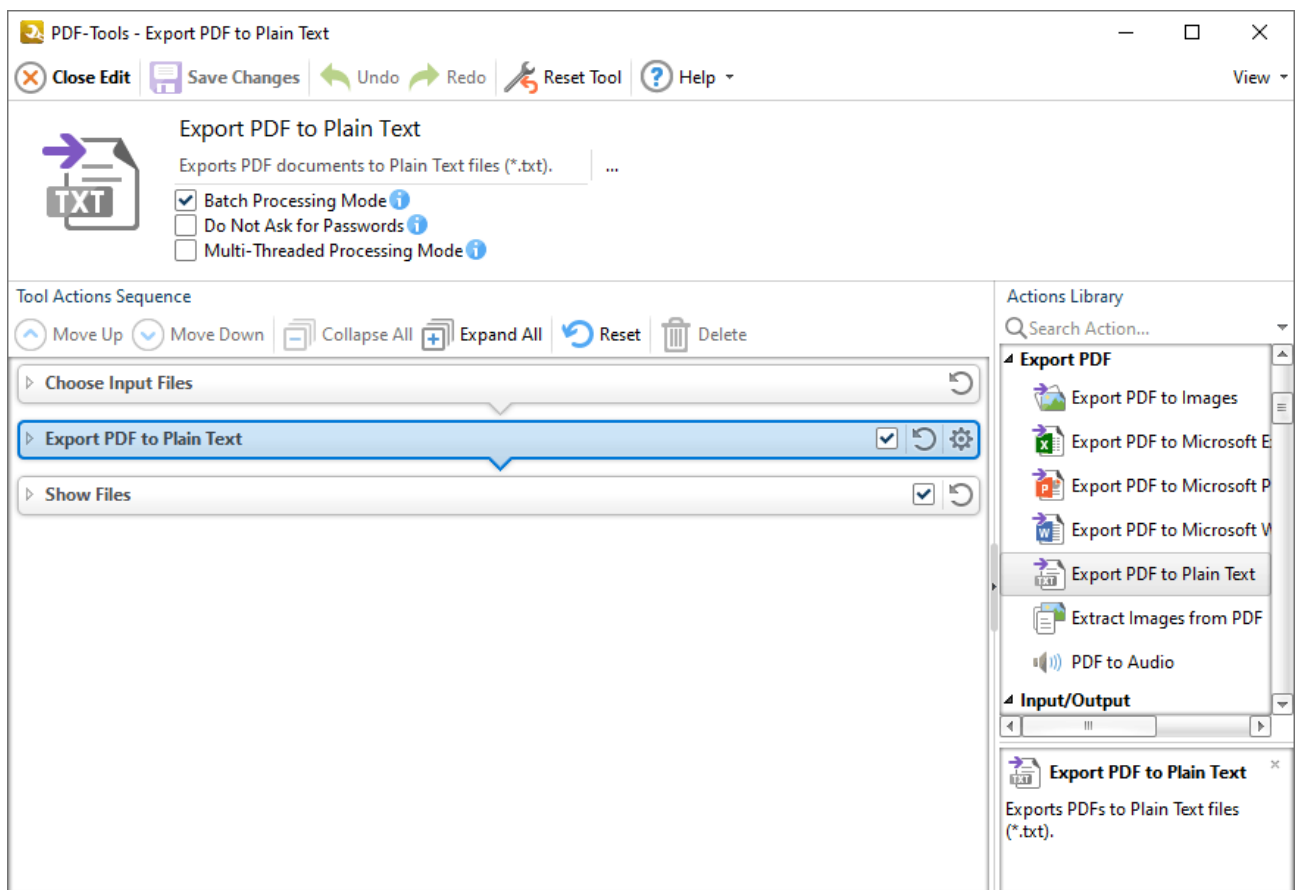 PDF-Tools - Export PDF to Plain Text
Close Edit Save Changes Undo Redo Reset Tool ? Help View
Export PDF to Plain Text
Exports PDF documents to Plain Text files (*.txt). ...
TXT
Batch Processing Mode
Do Not Ask for Passwords
Multi-Threaded Processing Mode
Tool Actions Sequence
Move Up Move Down Collapse All Expand All Reset Delete
Choose Input Files
Export PDF to Plain Text
Show Files
Actions Library
Search Action...
Export PDF
Export PDF to Images
Export PDF to Microsoft E
Export PDF to Microsoft P
Export PDF to Microsoft W
Export PDF to Plain Text
Extract Images from PDF
PDF to Audio
Input/Output
Export PDF to Plain Text
Exports PDFs to Plain Text files
(*.txt).